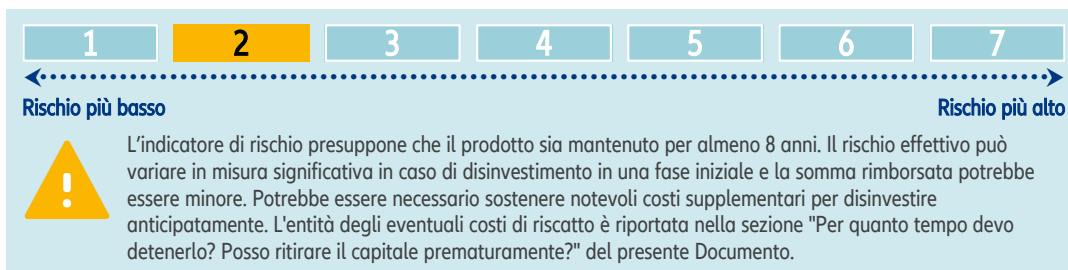 1 2 3 4 5 6 7
Rischio più basso Rischio più alto
L'indicatore di rischio presuppone che il prodotto sia mantenuto per almeno 8 anni. Il rischio effettivo può
variare in misura significativa in caso di disinvestimento in una fase iniziale e la somma rimborsata potrebbe
essere minore. Potrebbe essere necessario sostenere notevoli costi supplementari per disinvestire
anticipatamente. L'entità degli eventuali costi di riscatto è riportata nella sezione "Per quanto tempo devo
detenerlo? Posso ritirare il capitale prematuramente?" del presente Documento.